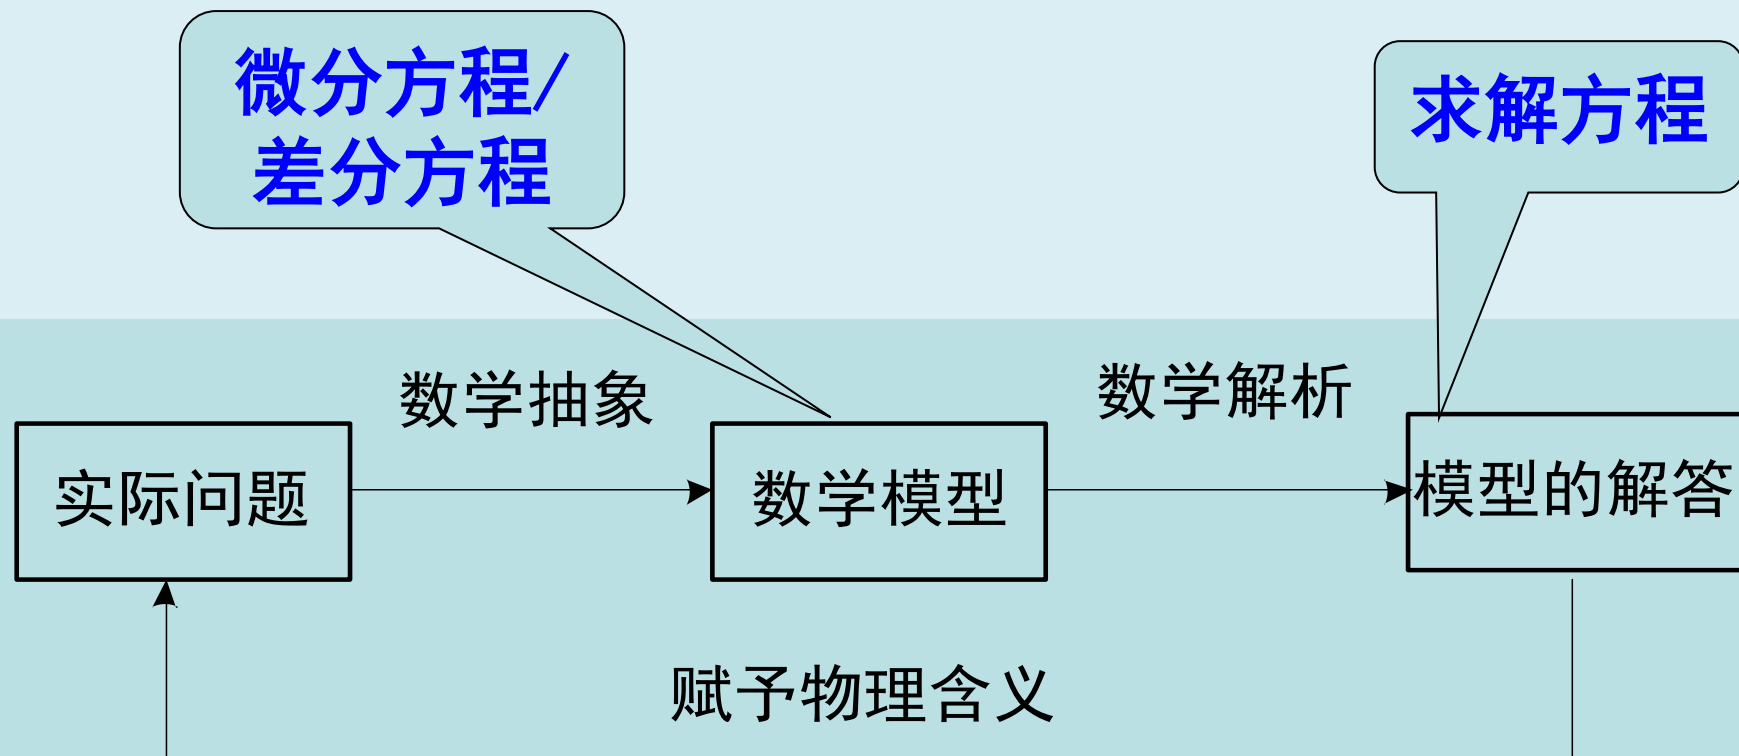 微分方程/
差分方程
求解方程
数学抽象
数学解析
实际问题
数学模型
模型的解答
赋予物理含义